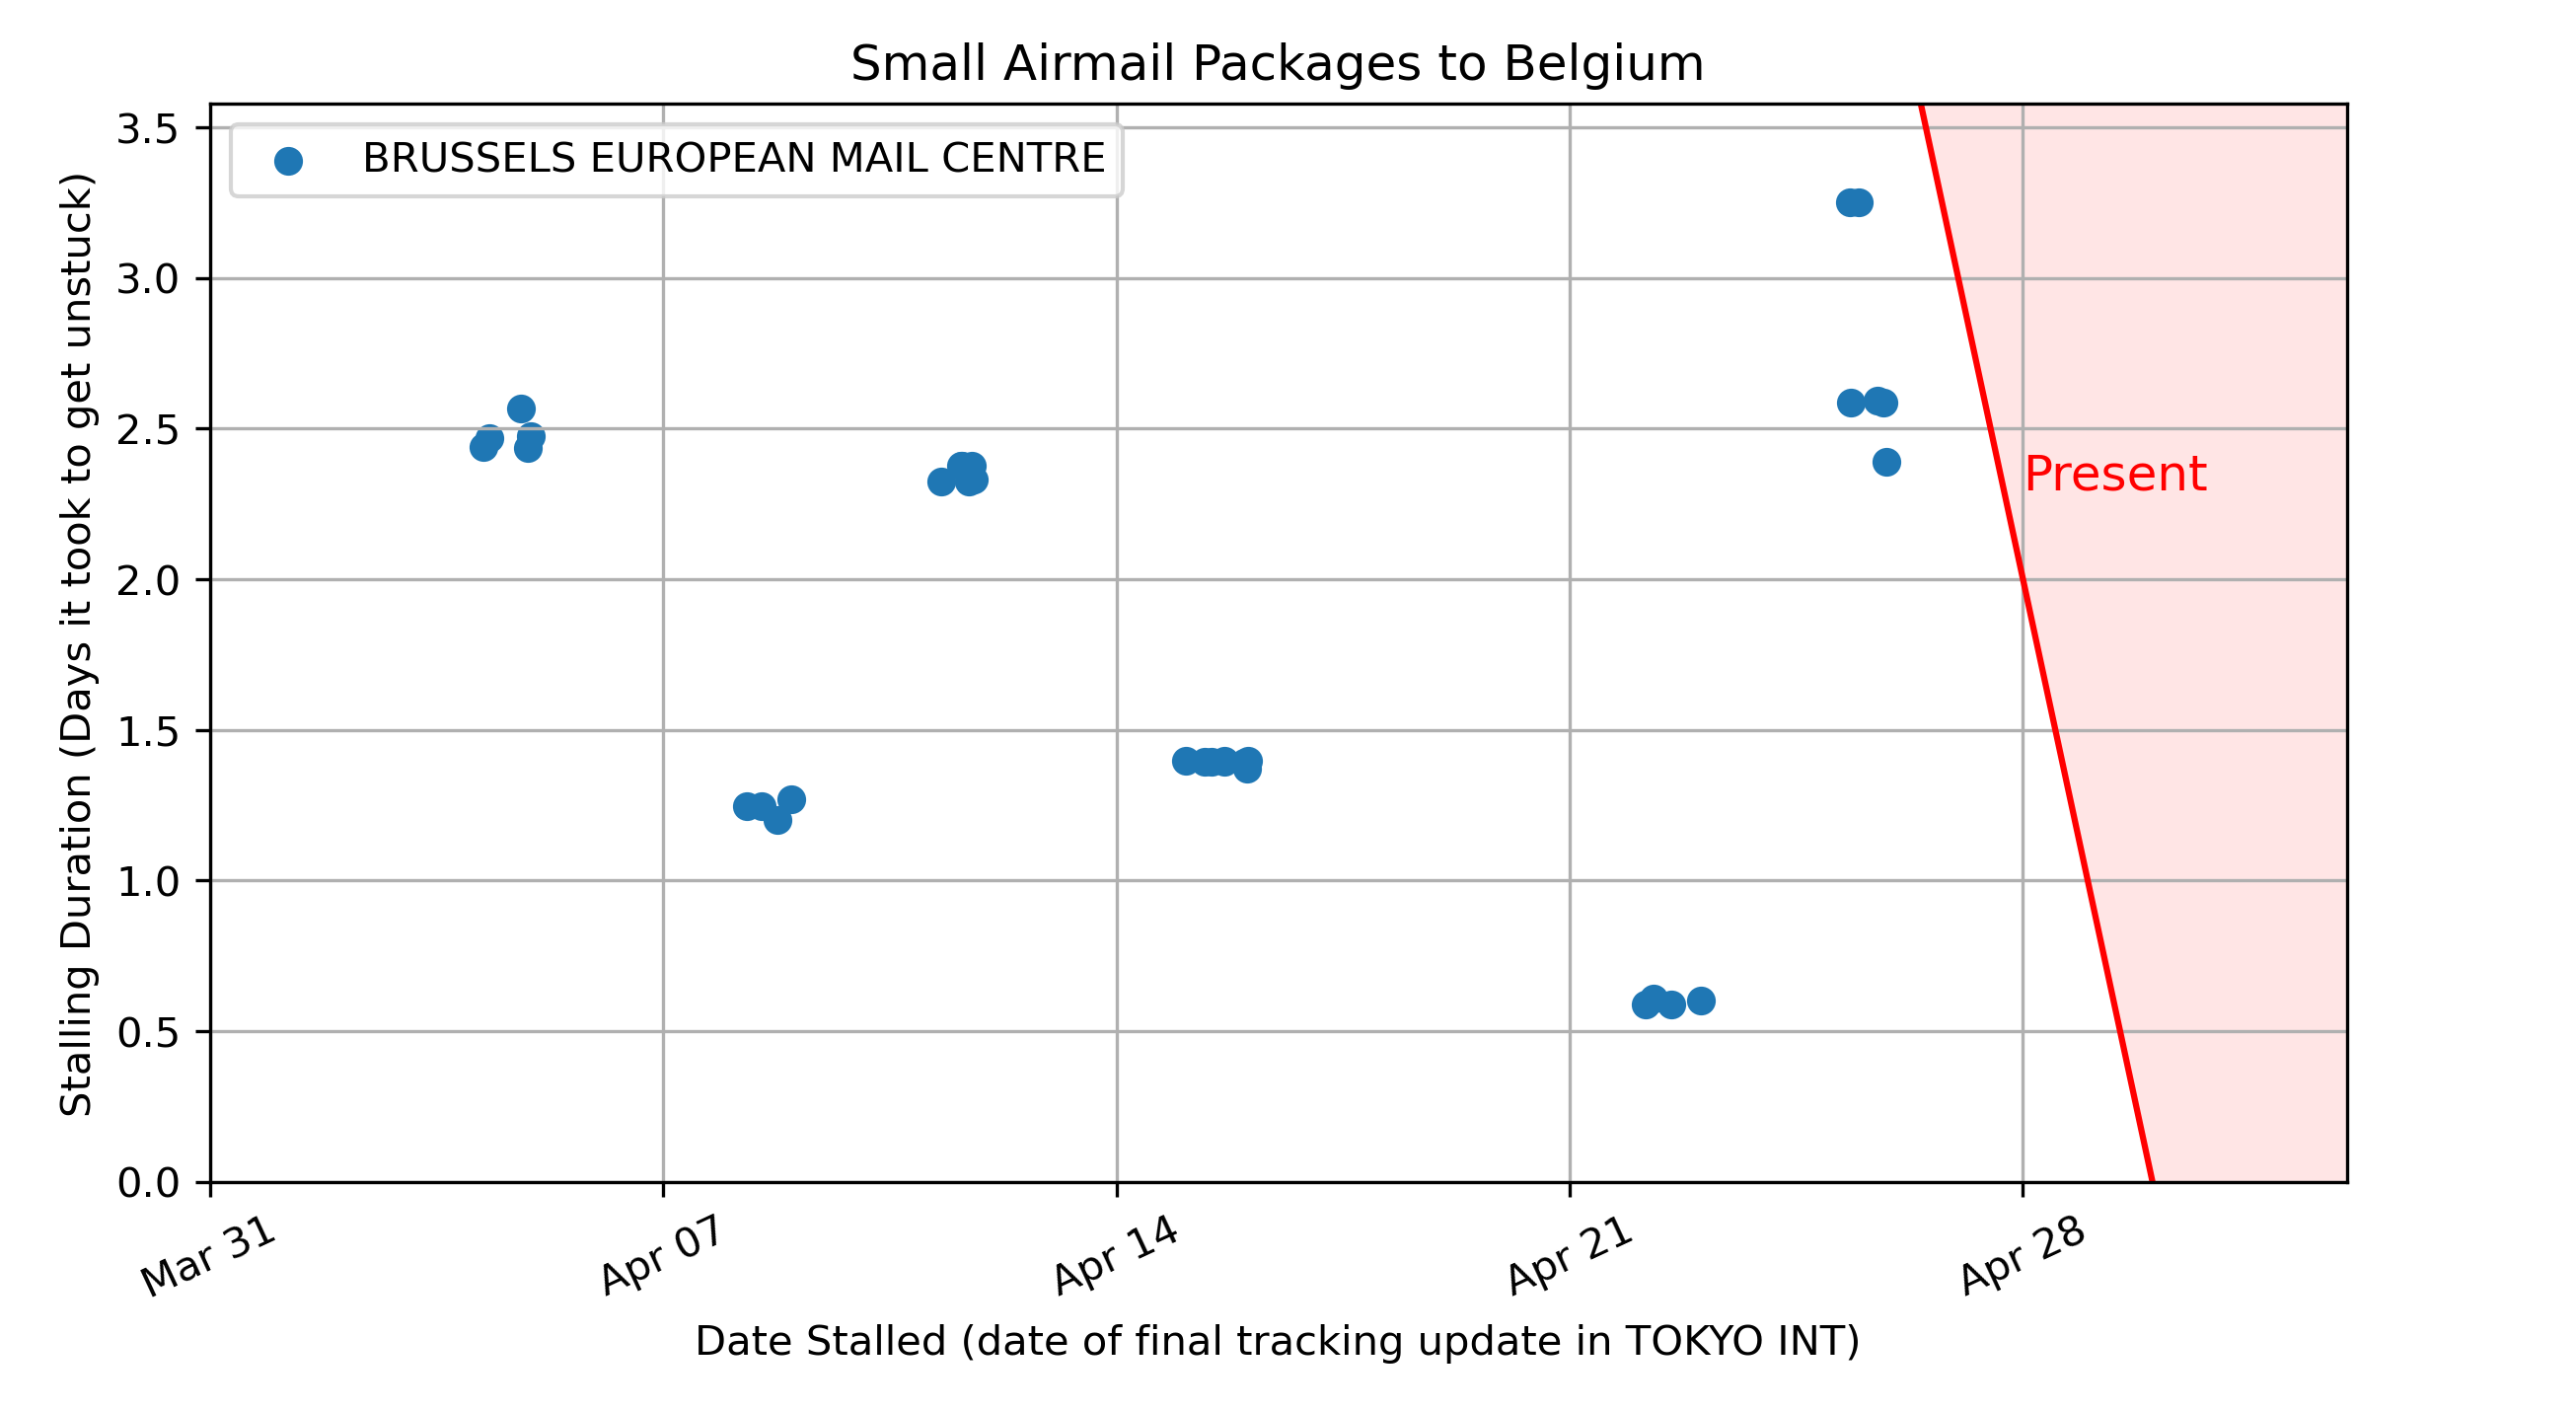 Small Airmail Packages to Belgium
BRUSSELS EUROPEAN MAIL CENTRE
3.5
3.0
2.5
2.0
1.5
1.0
0.5
0.0
Stalling Duration (Days it took to get unstuck)
Present
Mar 31
Apr 07
Apr 14
Apr 21
Apr 28
Date Stalled (date of final tracking update in TOKYO INT)